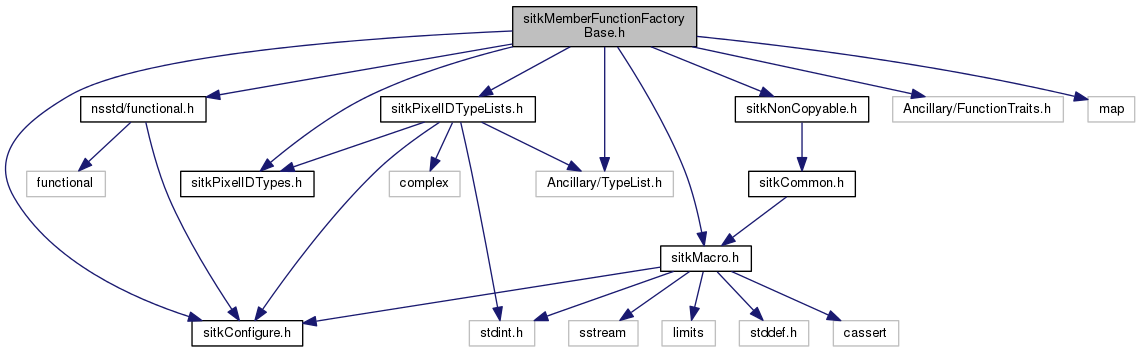 sitkMemberFunctionFactory
Base.h
nsstd/functional.h
sitkPixelIDTypeLists.h
sitkNonCopyable.h
Ancillary/FunctionTraits.h
map
functional
sitkPixelIDTypes.h
complex
Ancillary/TypeList.h
sitkCommon.h
sitkMacro.h
sitkConfigure.h
stdint.h
sstream
limits
stddef.h
cassert